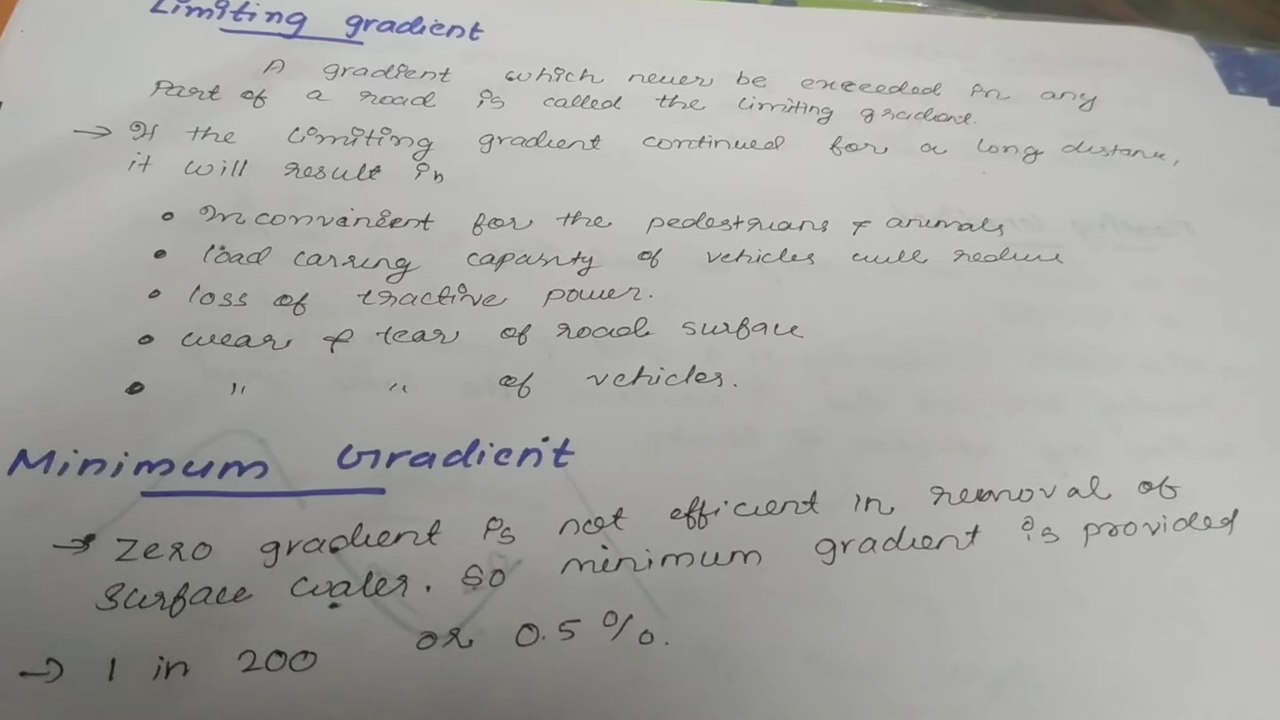 Limiting gradient
A gradient which never be exceeded in any
Part of a road is called the limiting gradient.
→ If the limiting gradient continued for a long distance,
it will result in
• Inconvinient for the pedestrians & animals
• load carring capasity of vehicles will reduce
• loss of tractive power.
• wear & tear of road surface
• " " of vehicles.
Minimum Gradient
→ Zero gradient is not efficient in removal of
surface water. So minimum gradient is provided
→ 1 in 200 or 0.5 %.